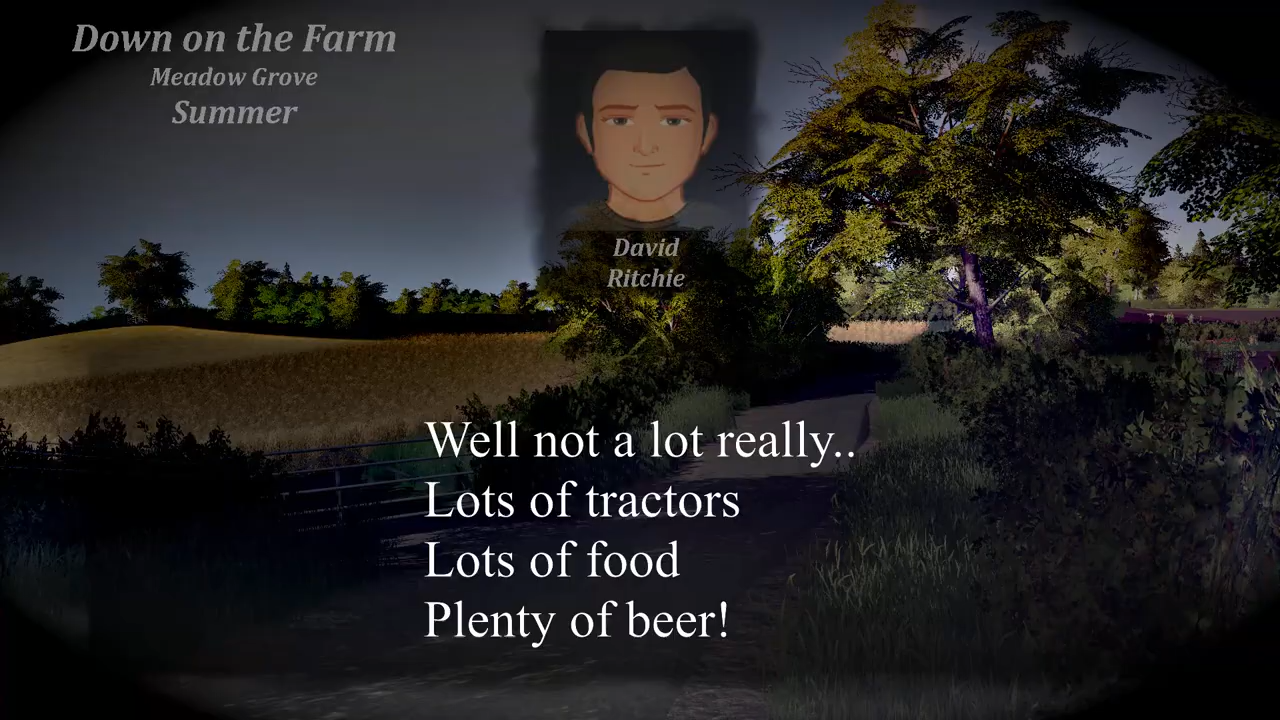 Down on the Farm
Meadow Grove
Summer
David
Ritchie
Well not a lot really..
Lots of tractors
Lots of food
Plenty of beer!